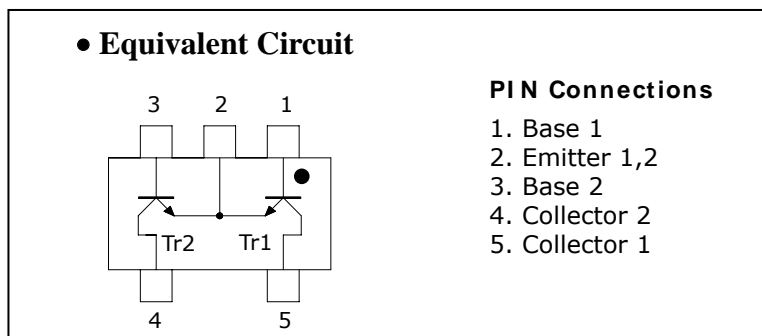 • Equivalent Circuit
3 2 1
Tr2 Tr1
4 5
PIN Connections
1. Base 1
2. Emitter 1,2
3. Base 2
4. Collector 2
5. Collector 1